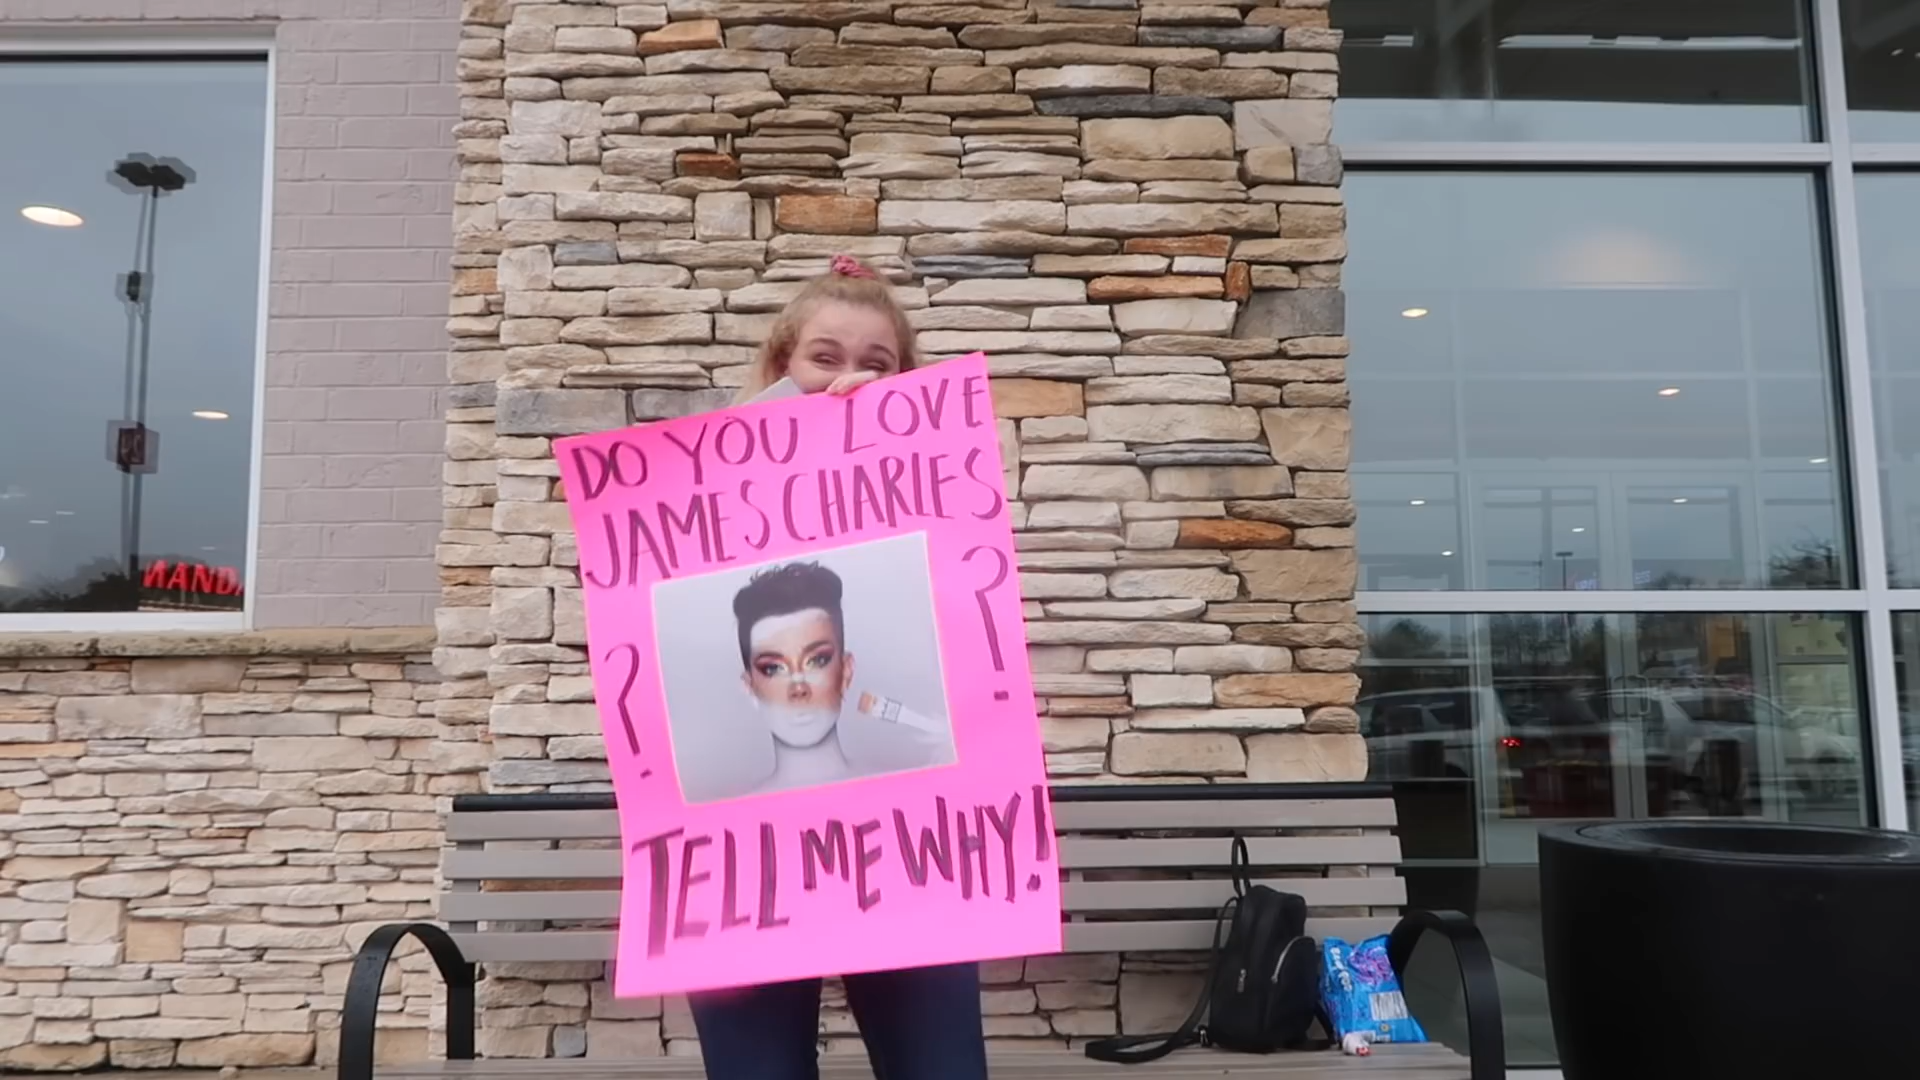 DO YOU LOVE
JAMES CHARLES
? ?
TELL ME WHY!